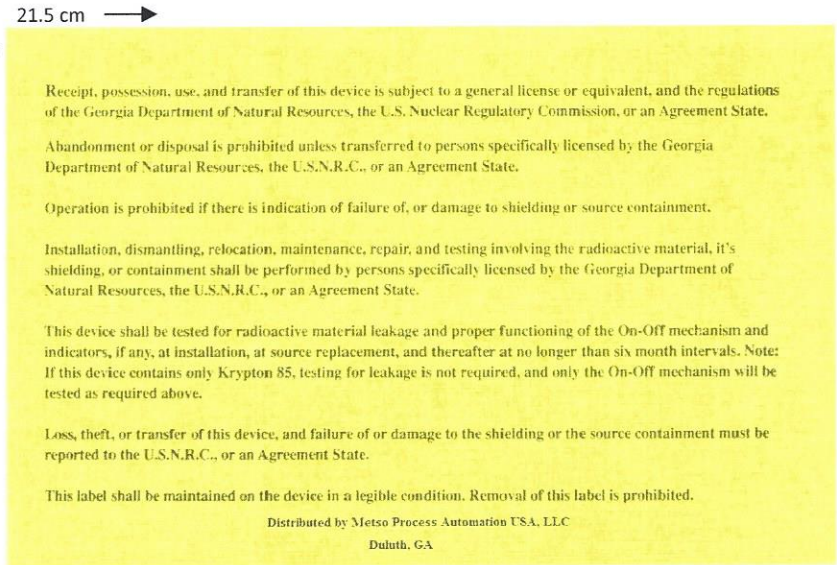 21.5 cm
Receipt, possession, use, and transfer of this device is subject to a general license or equivalent, and the regulations
of the Georgia Department of Natural Resources, the U.S. Nuclear Regulatory Commission, or an Agreement State.
Abandonment or disposal is prohibited unless transferred to persons specifically licensed by the Georgia
Department of Natural Resources, the U.S.N.R.C., or an Agreement State.
Operation is prohibited if there is indication of failure of, or damage to shielding or source containment.
Installation, dismantling, relocation, maintenance, repair, and testing involving the radioactive material, it's
shielding, or containment shall be performed by persons specifically licensed by the Georgia Department of
Natural Resources, the U.S.N.R.C., or an Agreement State.
This device shall be tested for radioactive material leakage and proper functioning of the On-Off mechanism and
indicators, if any, at installation, at source replacement, and thereafter at no longer than six month intervals. Note:
If this device contains only Krypton 85, testing for leakage is not required, and only the On-Off mechanism will be
tested as required above.
Loss, theft, or transfer of this device, and failure of or damage to the shielding or the source containment must be
reported to the U.S.N.R.C., or an Agreement State.
This label shall be maintained on the device in a legible condition. Removal of this label is prohibited.
Distributed by Metso Process Automation USA, LLC
Duluth, GA